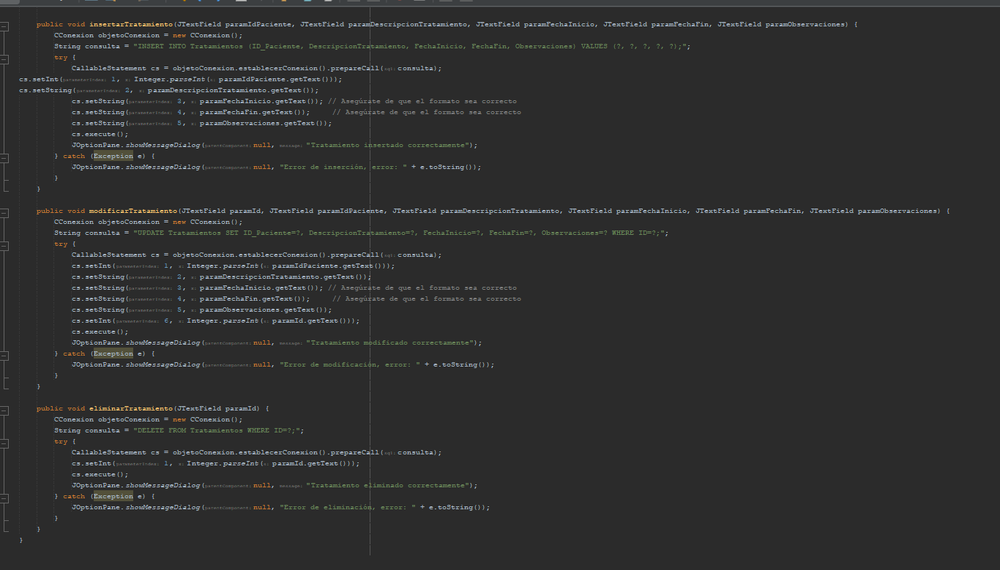 public void insertarTratamiento(JTextField paramIdPaciente, JTextField paramDescripcionTratamiento, JTextField paramFechaInicio, JTextField paramFechaFin, JTextField paramObservaciones) {
CConexion objetoConexion = new CConexion();
String consulta = "INSERT INTO Tratamientos (ID_Paciente, DescripcionTratamiento, FechaInicio, FechaFin, Observaciones) VALUES (?, ?, ?, ?, ?);";
try {
CallableStatement cs = objetoConexion.establecerConexion().prepareCall(sql: consulta);
cs.setInt(parameterIndex: 1, x: Integer.parseInt(s: paramIdPaciente.getText()));
cs.setString(parameterIndex: 2, x: paramDescripcionTratamiento.getText());
cs.setString(parameterIndex: 3, x: paramFechaInicio.getText()); // Asegúrate de que el formato sea correcto
cs.setString(parameterIndex: 4, x: paramFechaFin.getText()); // Asegúrate de que el formato sea correcto
cs.setString(parameterIndex: 5, x: paramObservaciones.getText());
cs.execute();
JOptionPane.showMessageDialog(parentComponent: null, message: "Tratamiento insertado correctamente");
} catch (Exception e) {
JOptionPane.showMessageDialog(parentComponent: null, "Error de inserción, error: " + e.toString());
}
}
public void modificarTratamiento(JTextField paramId, JTextField paramIdPaciente, JTextField paramDescripcionTratamiento, JTextField paramFechaInicio, JTextField paramFechaFin, JTextField paramObservaciones) {
CConexion objetoConexion = new CConexion();
String consulta = "UPDATE Tratamientos SET ID_Paciente=?, DescripcionTratamiento=?, FechaInicio=?, FechaFin=?, Observaciones=? WHERE ID=?;";
try {
CallableStatement cs = objetoConexion.establecerConexion().prepareCall(sql: consulta);
cs.setInt(parameterIndex: 1, x: Integer.parseInt(s: paramIdPaciente.getText()));
cs.setString(parameterIndex: 2, x: paramDescripcionTratamiento.getText());
cs.setString(parameterIndex: 3, x: paramFechaInicio.getText()); // Asegúrate de que el formato sea correcto
cs.setString(parameterIndex: 4, x: paramFechaFin.getText()); // Asegúrate de que el formato sea correcto
cs.setString(parameterIndex: 5, x: paramObservaciones.getText());
cs.setInt(parameterIndex: 6, x: Integer.parseInt(s: paramId.getText()));
cs.execute();
JOptionPane.showMessageDialog(parentComponent: null, message: "Tratamiento modificado correctamente");
} catch (Exception e) {
JOptionPane.showMessageDialog(parentComponent: null, "Error de modificación, error: " + e.toString());
}
}
public void eliminarTratamiento(JTextField paramId) {
CConexion objetoConexion = new CConexion();
String consulta = "DELETE FROM Tratamientos WHERE ID=?;";
try {
CallableStatement cs = objetoConexion.establecerConexion().prepareCall(sql: consulta);
cs.setInt(parameterIndex: 1, x: Integer.parseInt(s: paramId.getText()));
cs.execute();
JOptionPane.showMessageDialog(parentComponent: null, message: "Tratamiento eliminado correctamente");
} catch (Exception e) {
JOptionPane.showMessageDialog(parentComponent: null, "Error de eliminación, error: " + e.toString());
}
}
}